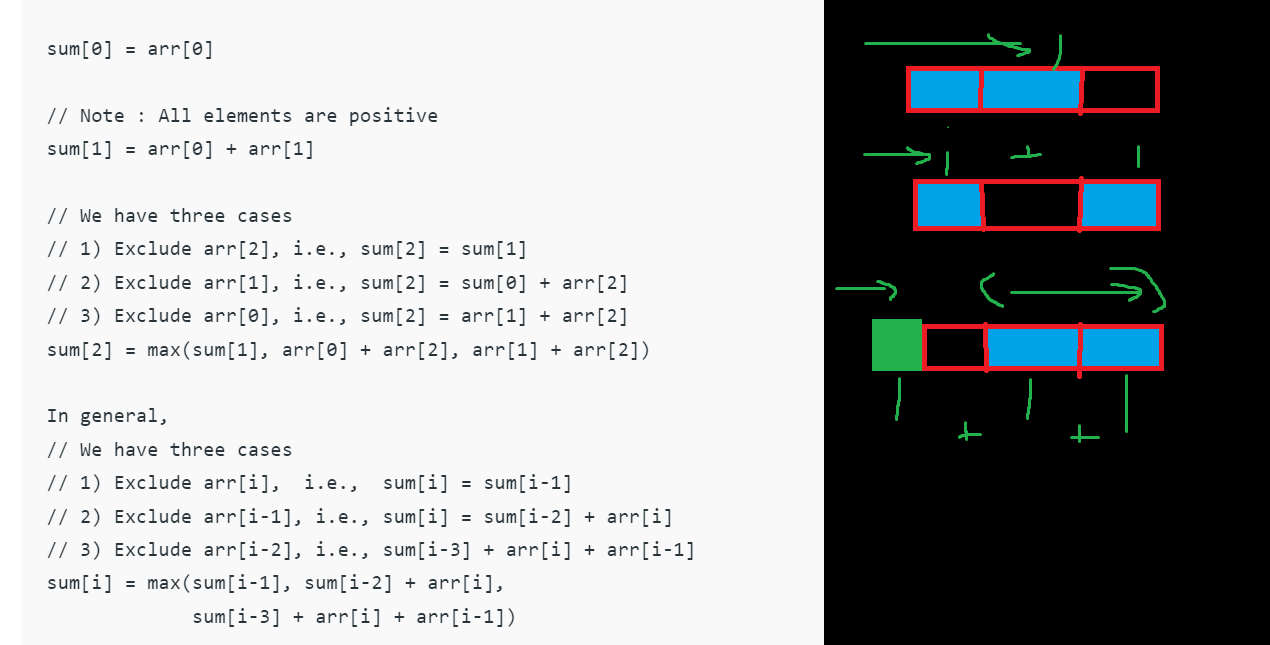 sum[0] = arr[0]
// Note : All elements are positive
sum[1] = arr[0] + arr[1]
// We have three cases
// 1) Exclude arr[2], i.e., sum[2] = sum[1]
// 2) Exclude arr[1], i.e., sum[2] = sum[0] + arr[2]
// 3) Exclude arr[0], i.e., sum[2] = arr[1] + arr[2]
sum[2] = max(sum[1], arr[0] + arr[2], arr[1] + arr[2])
In general,
// We have three cases
// 1) Exclude arr[i],  i.e.,  sum[i] = sum[i-1]
// 2) Exclude arr[i-1], i.e., sum[i] = sum[i-2] + arr[i]
// 3) Exclude arr[i-2], i.e., sum[i-3] + arr[i] + arr[i-1]
sum[i] = max(sum[i-1], sum[i-2] + arr[i],
             sum[i-3] + arr[i] + arr[i-1])
+
+ +